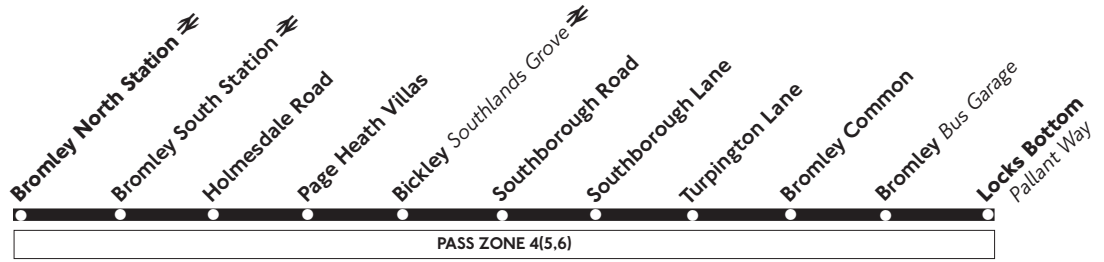 Bromley North Station
Bromley South Station
Holmesdale Road
Page Heath Villas
Bickley Southlands Grove
Southborough Road
Southborough Lane
Turpington Lane
Bromley Common
Bromley Bus Garage
Locks Bottom
Pallant Way
PASS ZONE 4(5,6)